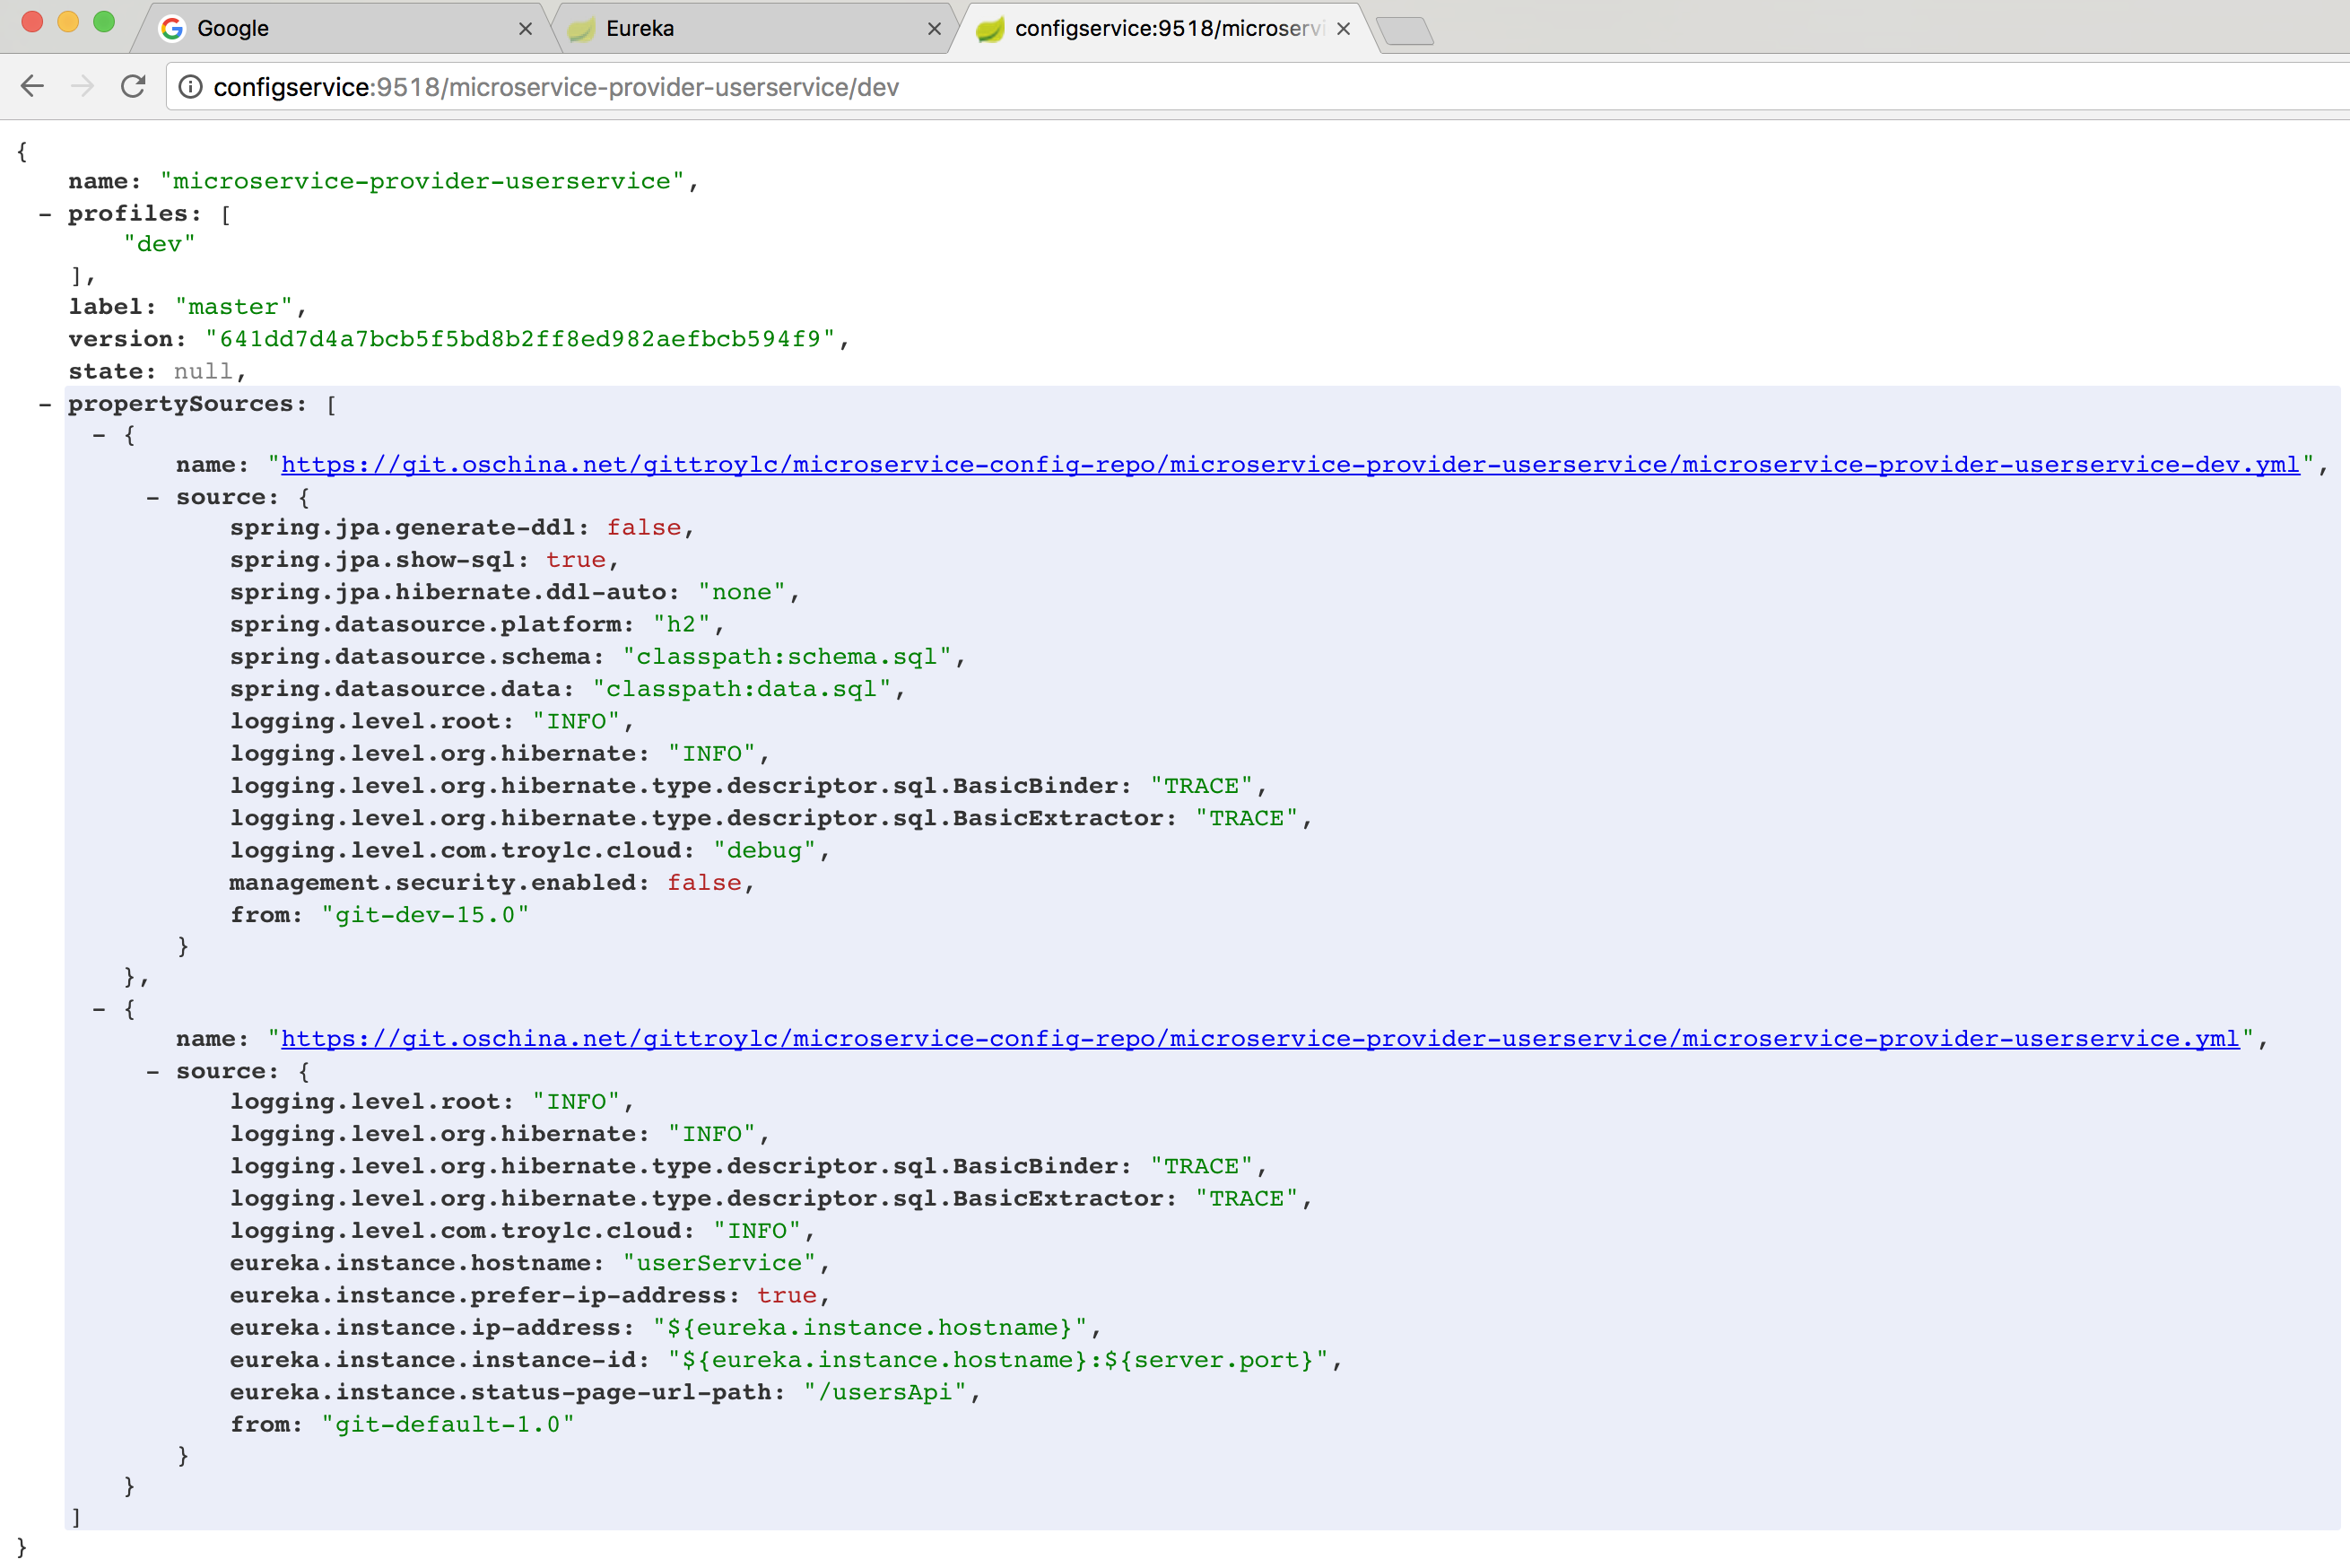 Google
Eureka
configservice:9518/microservi
configservice:9518/microservice-provider-userservice/dev
{
name: "microservice-provider-userservice",
- profiles: [
"dev"
],
label: "master",
version: "641dd7d4a7bcb5f5bd8b2ff8ed982aefbcb594f9",
state: null,
- propertySources: [
- {
name: "https://git.oschina.net/gittroylc/microservice-config-repo/microservice-provider-userservice/microservice-provider-userservice-dev.yml",
- source: {
spring.jpa.generate-ddl: false,
spring.jpa.show-sql: true,
spring.jpa.hibernate.ddl-auto: "none",
spring.datasource.platform: "h2",
spring.datasource.schema: "classpath:schema.sql",
spring.datasource.data: "classpath:data.sql",
logging.level.root: "INFO",
logging.level.org.hibernate: "INFO",
logging.level.org.hibernate.type.descriptor.sql.BasicBinder: "TRACE",
logging.level.org.hibernate.type.descriptor.sql.BasicExtractor: "TRACE",
logging.level.com.troylc.cloud: "debug",
management.security.enabled: false,
from: "git-dev-15.0"
}
},
- {
name: "https://git.oschina.net/gittroylc/microservice-config-repo/microservice-provider-userservice/microservice-provider-userservice.yml",
- source: {
logging.level.root: "INFO",
logging.level.org.hibernate: "INFO",
logging.level.org.hibernate.type.descriptor.sql.BasicBinder: "TRACE",
logging.level.org.hibernate.type.descriptor.sql.BasicExtractor: "TRACE",
logging.level.com.troylc.cloud: "INFO",
eureka.instance.hostname: "userService",
eureka.instance.prefer-ip-address: true,
eureka.instance.ip-address: "${eureka.instance.hostname}",
eureka.instance.instance-id: "${eureka.instance.hostname}:${server.port}",
eureka.instance.status-page-url-path: "/usersApi",
from: "git-default-1.0"
}
}
]
}